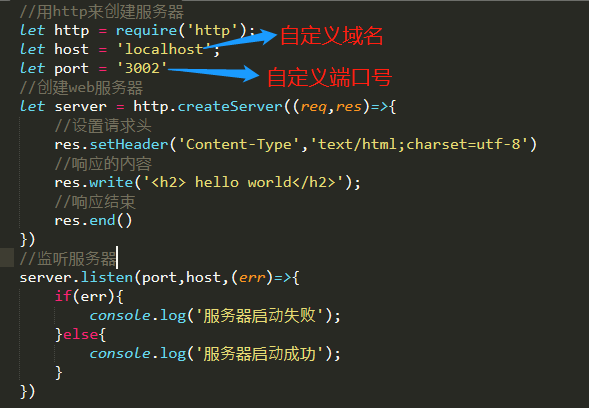 //用http来创建服务器
let http = require('http');
let host = 'localhost'; 自定义域名
let port = '3002' 自定义端口号
//创建web服务器
let server = http.createServer((req,res)=>{
//设置请求头
res.setHeader('Content-Type','text/html;charset=utf-8')
//响应的内容
res.write('<h2> hello world</h2>');
//响应结束
res.end()
})
//监听服务器
server.listen(port,host,(err)=>{
if(err){
console.log('服务器启动失败');
}else{
console.log('服务器启动成功');
}
})